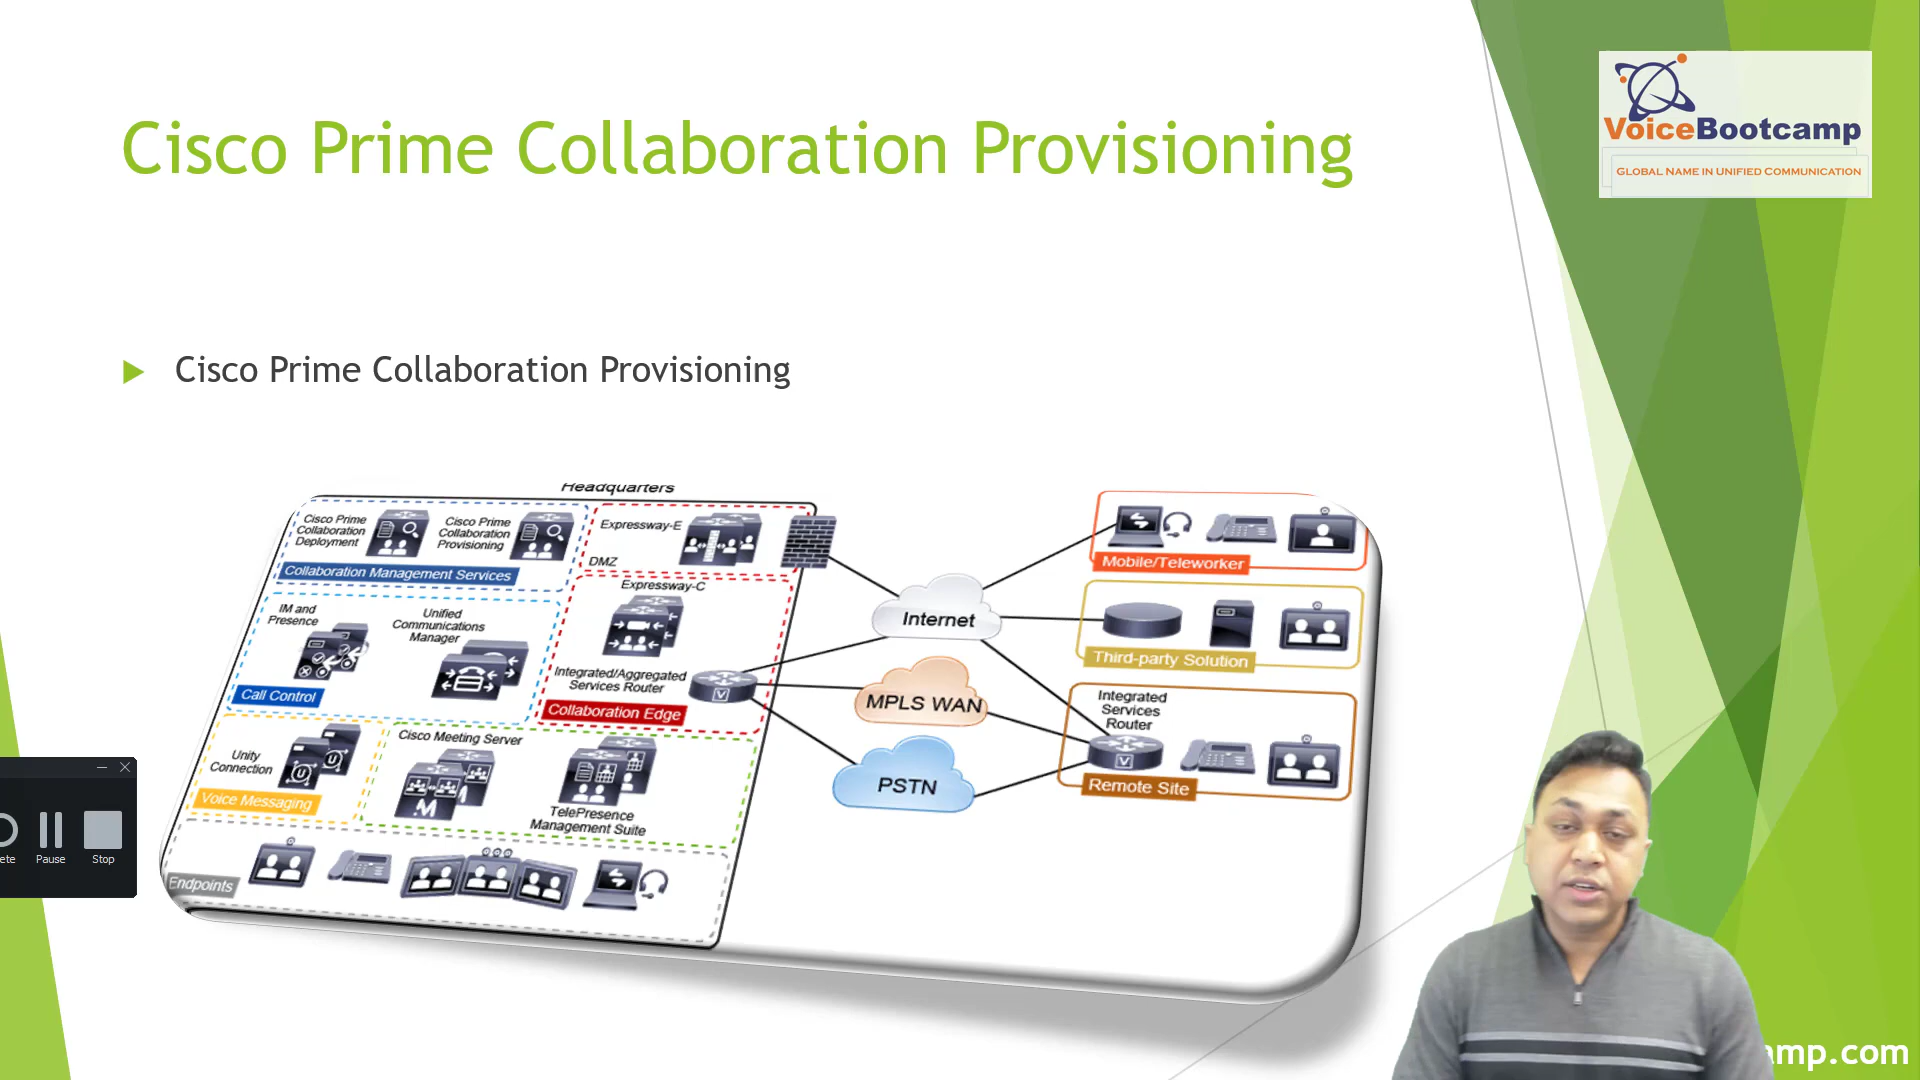 Cisco Prime Collaboration Provisioning
VoiceBootcamp
GLOBAL NAME IN UNIFIED COMMUNICATION
Cisco Prime Collaboration Provisioning
Headquarters
Cisco Prime
Collaboration
Deployment
Cisco Prime
Collaboration
Provisioning
Collaboration Management Services
Expressway-E
DMZ
Expressway-C
IM and
Presence
Unified
Communications
Manager
Call Control
Integrated/Aggregated
Services Router
V
Collaboration Edge
Unity
Connection
U
U
Voice Messaging
Cisco Meeting Server
M
TelePresence
Management Suite
Endpoints
Internet
MPLS WAN
PSTN
Mobile/Teleworker
Third-party Solution
Integrated
Services
Router
V
Remote Site
ete
Pause
Stop
amp.com